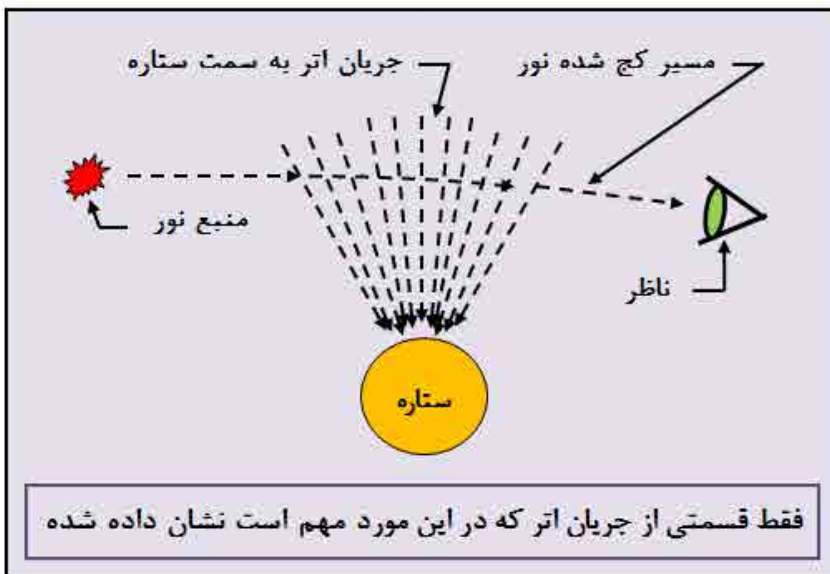 مسیر کج شده نور
جریان اتر به سمت ستاره
منبع نور
ناظر
ستاره
فقط قسمتی از جریان اتر که در این مورد مهم است نشان داده شده